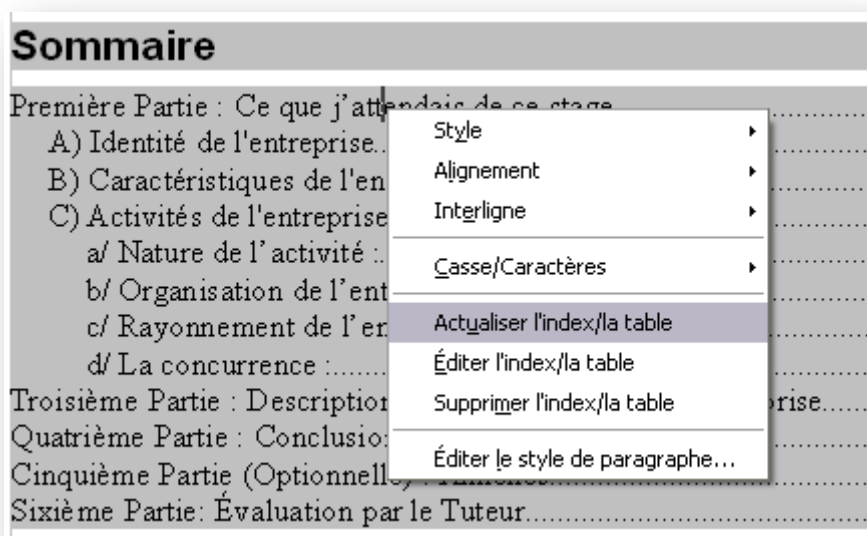 Sommaire
Première Partie : Ce que j’attendais de ce stage
A) Identité de l'entreprise..
B) Caractéristiques de l'en
C) Activités de l'entreprise
a/ Nature de l’activité :.
b/ Organisation de l’ent
c/ Rayonnement de l’en
d/ La concurrence :.......
Troisième Partie : Description
prise.....
Quatrième Partie : Conclusio
Cinquième Partie (Optionnelle) : Annexes
Sixième Partie: Évaluation par le Tuteur
Style
Alignement
Interligne
Casse/Caractères
Actualiser l'index/la table
Éditer l'index/la table
Supprimer l'index/la table
Éditer le style de paragraphe...